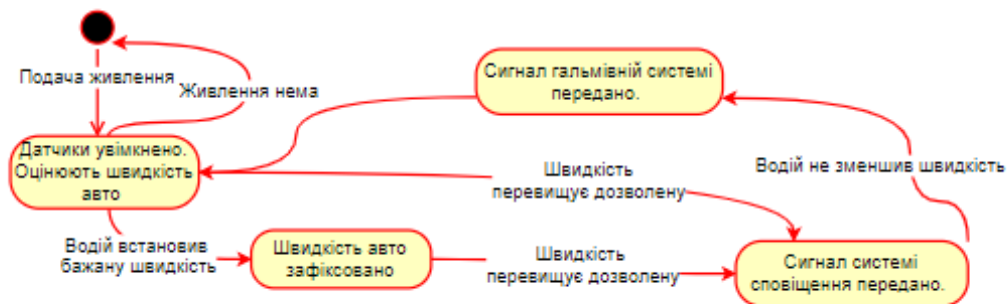 Подача живлення
Живлення нема
Сигнал гальмівній системі
передано.
Датчики увімкнено.
Оцінюють швидкість
авто
Швидкість
перевищує дозволену
Водій не зменшив швидкість
Водій встановив
бажану швидкість
Швидкість авто
зафіксовано
Швидкість
перевищує дозволену
Сигнал системі
сповіщення передано.